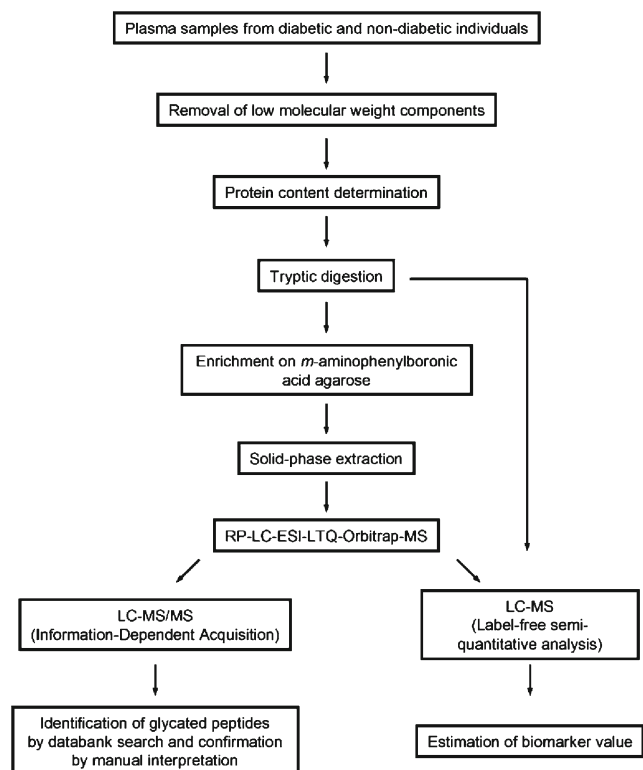 Plasma samples from diabetic and non-diabetic individuals
Removal of low molecular weight components
Protein content determination
Tryptic digestion
Enrichment on m-aminophenylboronic
acid agarose
Solid-phase extraction
RP-LC-ESI-LTQ-Orbitrap-MS
LC-MS/MS
(Information-Dependent Acquisition)
LC-MS
(Label-free semi-
quantitative analysis)
Identification of glycated peptides
by databank search and confirmation
by manual interpretation
Estimation of biomarker value